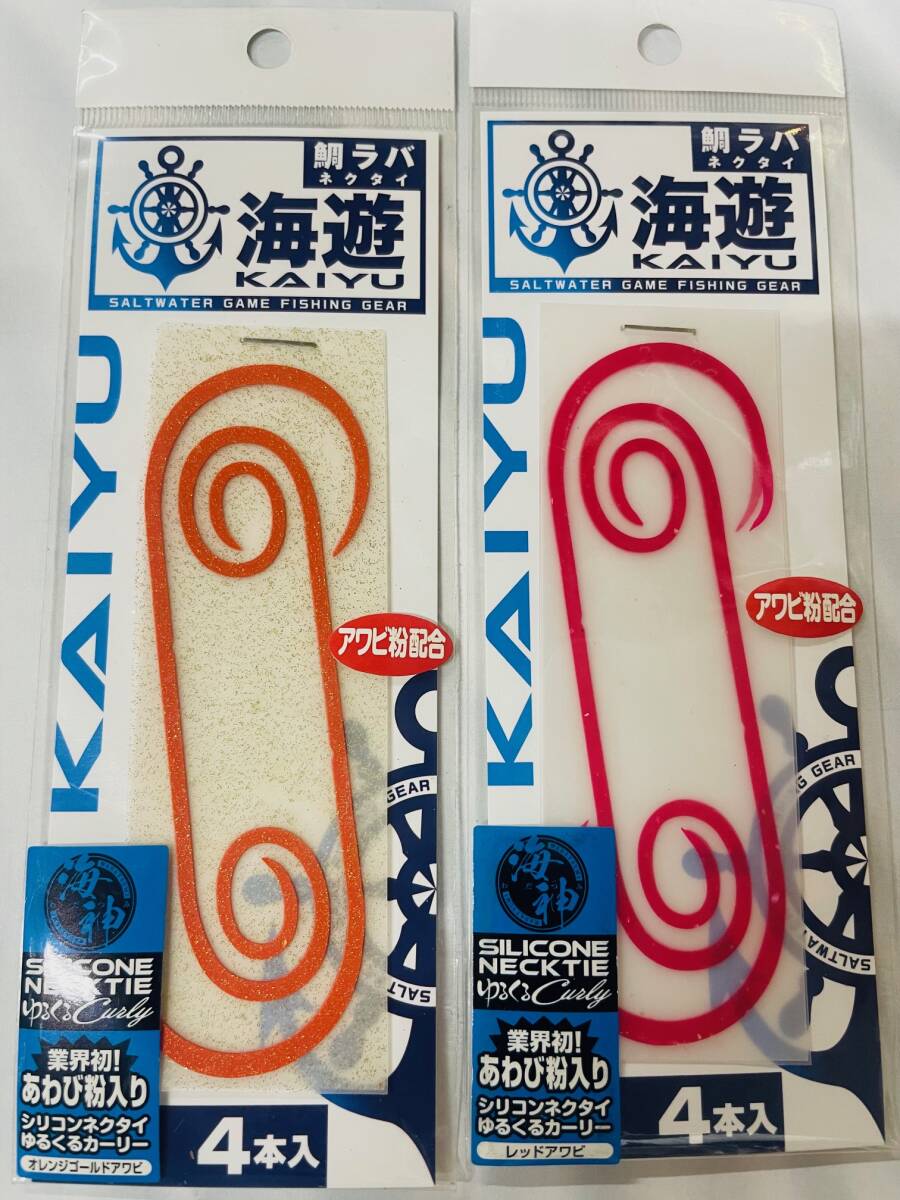 鯛ラバ
ネクタイ
海遊
KAIYU
SALTWATER GAME FISHING GEAR
KAIYU
アワビ粉配合
GEAR
SALT
海神
SILICONE
NECKTIE
ゆるくるCurly
業界初!
あわび粉入り
シリコンネクタイ
ゆるくるカーリー
オレンジゴールドアワビ
4本入
鯛ラバ
ネクタイ
海遊
KAIYU
SALTWATER GAME FISHING GEAR
KAIYU
アワビ粉配合
G GEAR
SALTWA
海神
SILICONE
NECKTIE
ゆるくるCurly
業界初!
あわび粉入り
シリコンネクタイ
ゆるくるカーリー
レッドアワビ
4本入